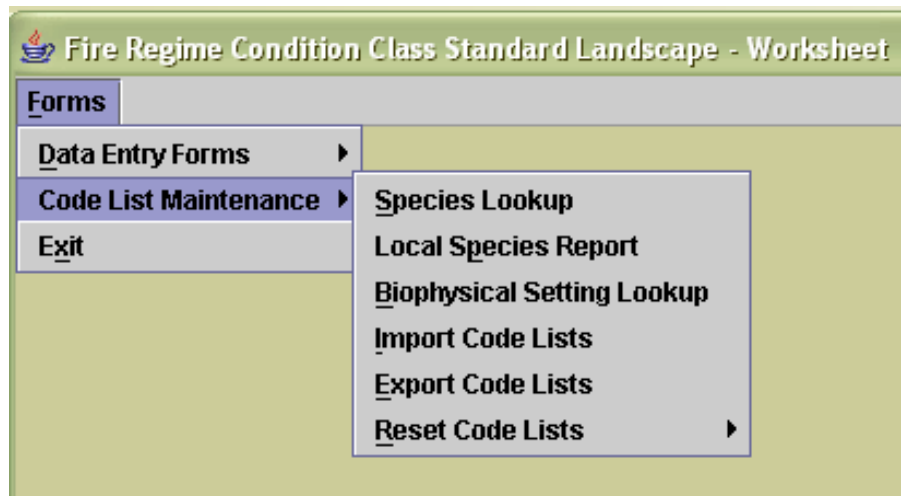 Fire Regime Condition Class Standard Landscape - Worksheet
Forms
Data Entry Forms
Code List Maintenance
Exit
Species Lookup
Local Species Report
Biophysical Setting Lookup
Import Code Lists
Export Code Lists
Reset Code Lists